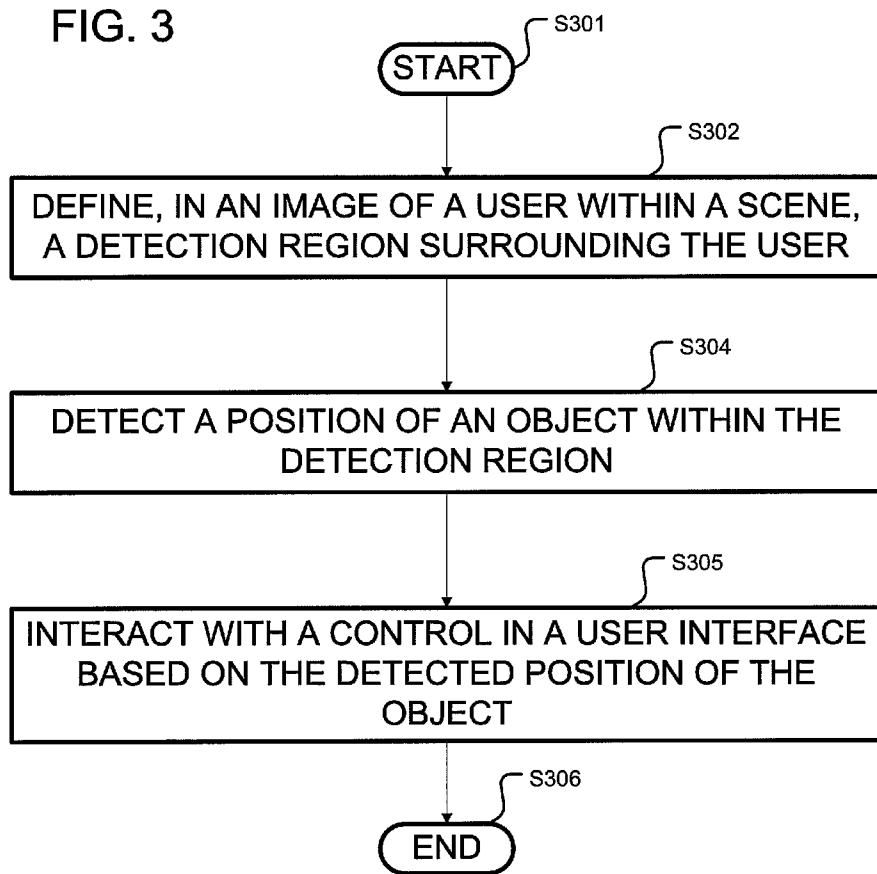 FIG. 3
S301
START
S302
DEFINE, IN AN IMAGE OF A USER WITHIN A SCENE,
A DETECTION REGION SURROUNDING THE USER
S304
DETECT A POSITION OF AN OBJECT WITHIN THE
DETECTION REGION
S305
INTERACT WITH A CONTROL IN A USER INTERFACE
BASED ON THE DETECTED POSITION OF THE
OBJECT
S306
END